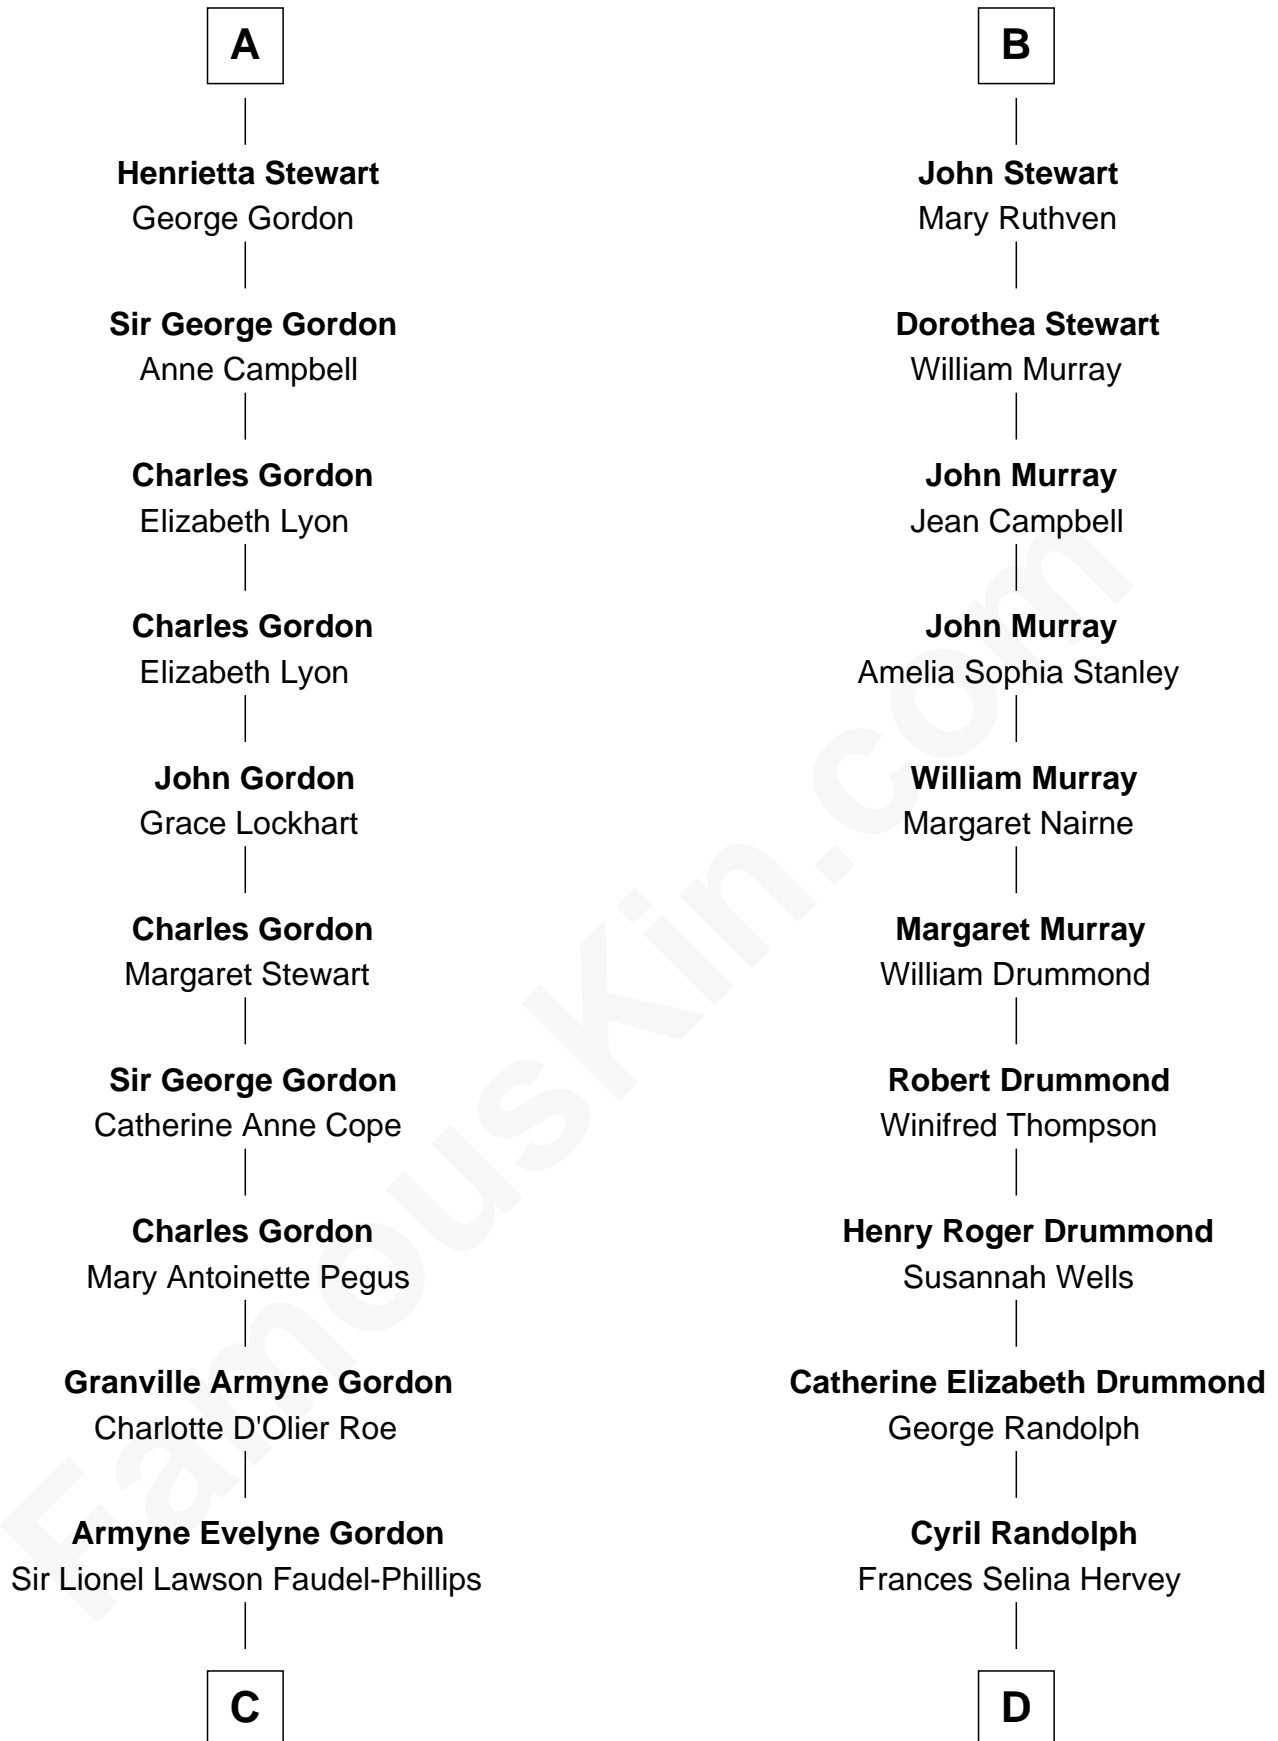 A
Henrietta Stewart
George Gordon
Sir George Gordon
Anne Campbell
Charles Gordon
Elizabeth Lyon
Charles Gordon
Elizabeth Lyon
John Gordon
Grace Lockhart
Charles Gordon
Margaret Stewart
Sir George Gordon
Catherine Anne Cope
Charles Gordon
Mary Antoinette Pegus
Granville Armyne Gordon
Charlotte D'Olier Roe
Armyne Evelyne Gordon
Sir Lionel Lawson Faudel-Phillips
C
B
John Stewart
Mary Ruthven
Dorothea Stewart
William Murray
John Murray
Jean Campbell
John Murray
Amelia Sophia Stanley
William Murray
Margaret Nairne
Margaret Murray
William Drummond
Robert Drummond
Winifred Thompson
Henry Roger Drummond
Susannah Wells
Catherine Elizabeth Drummond
George Randolph
Cyril Randolph
Frances Selina Hervey
D
FamousKin.com